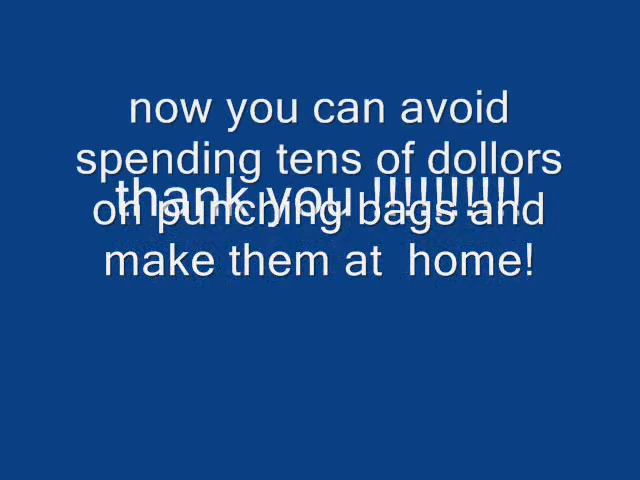 now you can avoid
spending tens of dollors
thank you !!!!!!!!!!
on punching bags and
make them at  home!